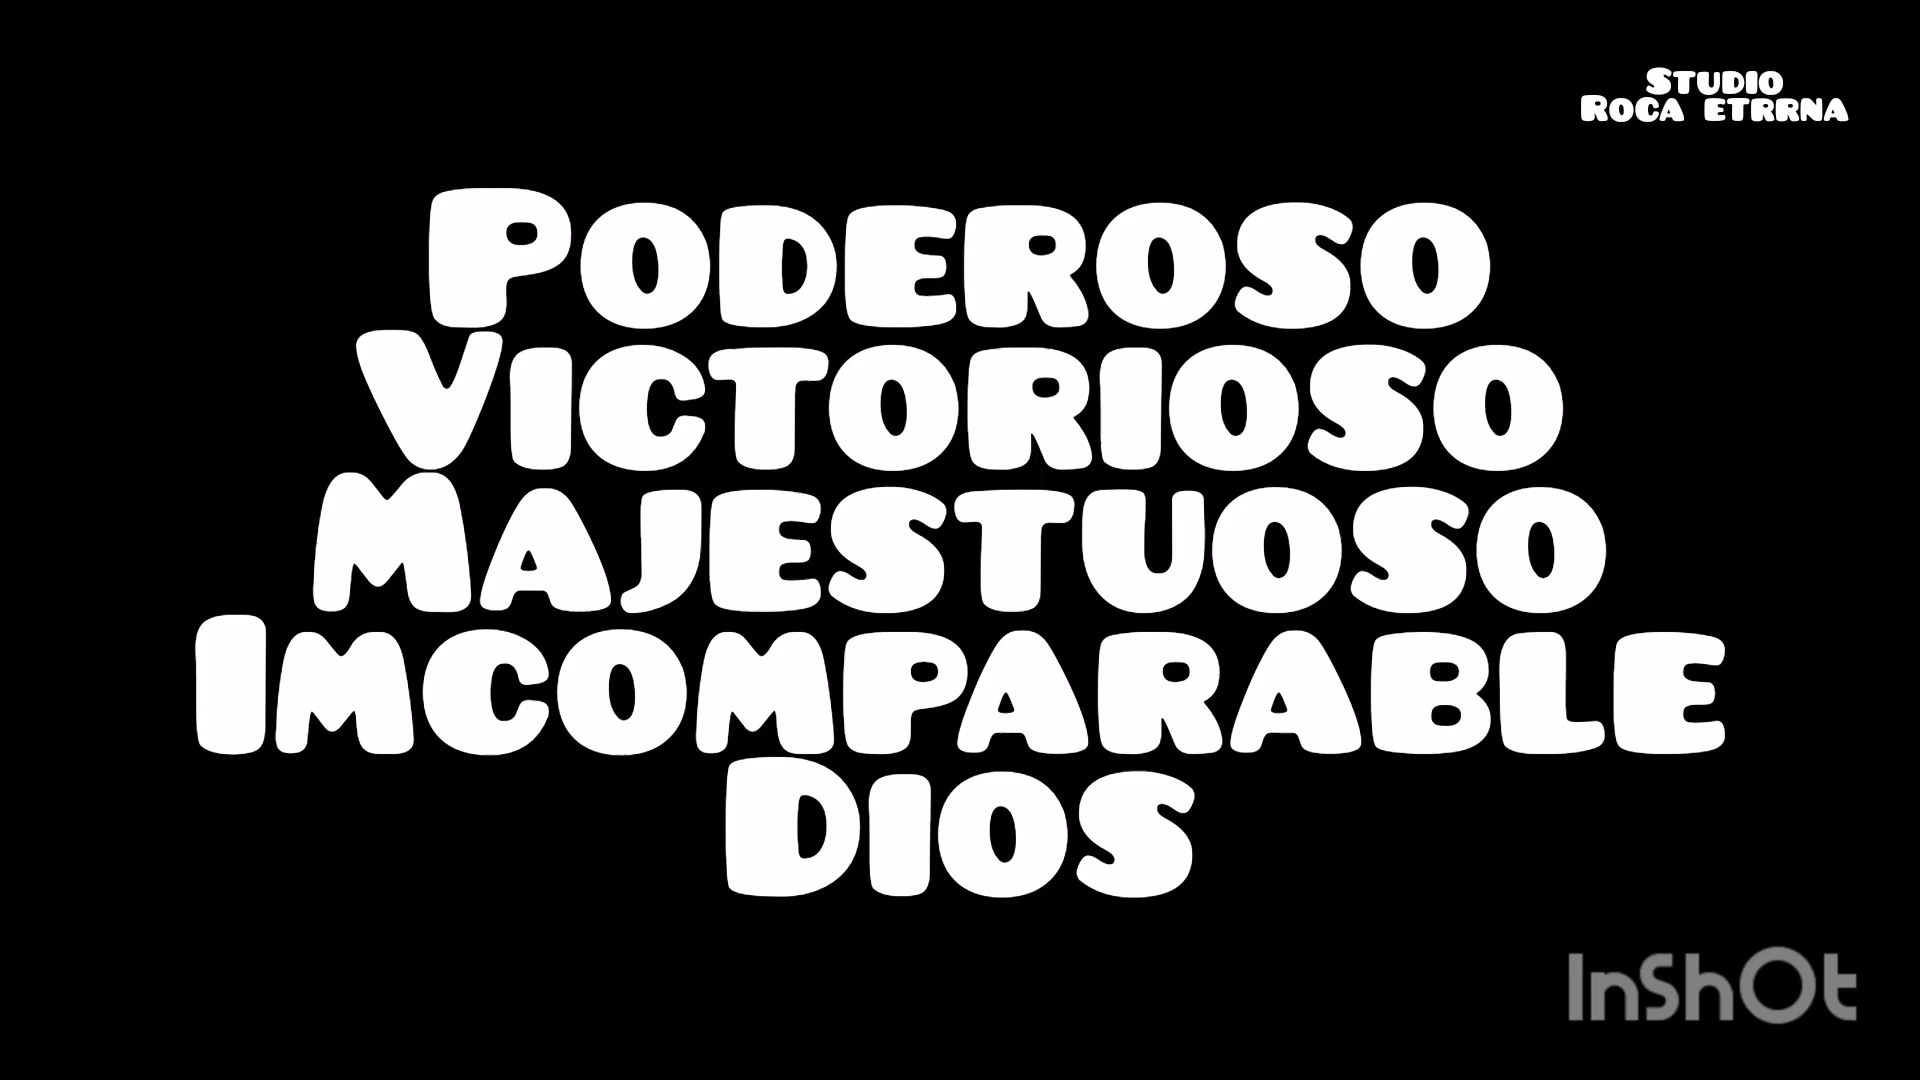 Studio
Roca etrrna
Poderoso
Victorioso
Majestuoso
Imcomparable
Dios
InShOt